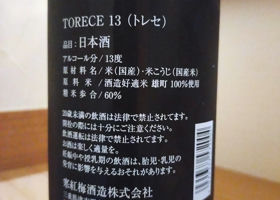 TORECE 13 (トレセ)
品目：日本酒
アルコール分／13度
原材料名／米(国産)・米こうじ(国産米)
原料米／酒造好適米 雄町 100%使用
精米歩合／60%
20歳未満の飲酒は法律で禁止されています。
開栓の際には十分にご注意ください。
飲酒運転は法律で禁止されています。
お酒は楽しく適量を。
妊娠中や授乳期の飲酒は、胎児・乳児の
発育に影響を与えるおそれがあります。
寒紅梅酒造株式会社